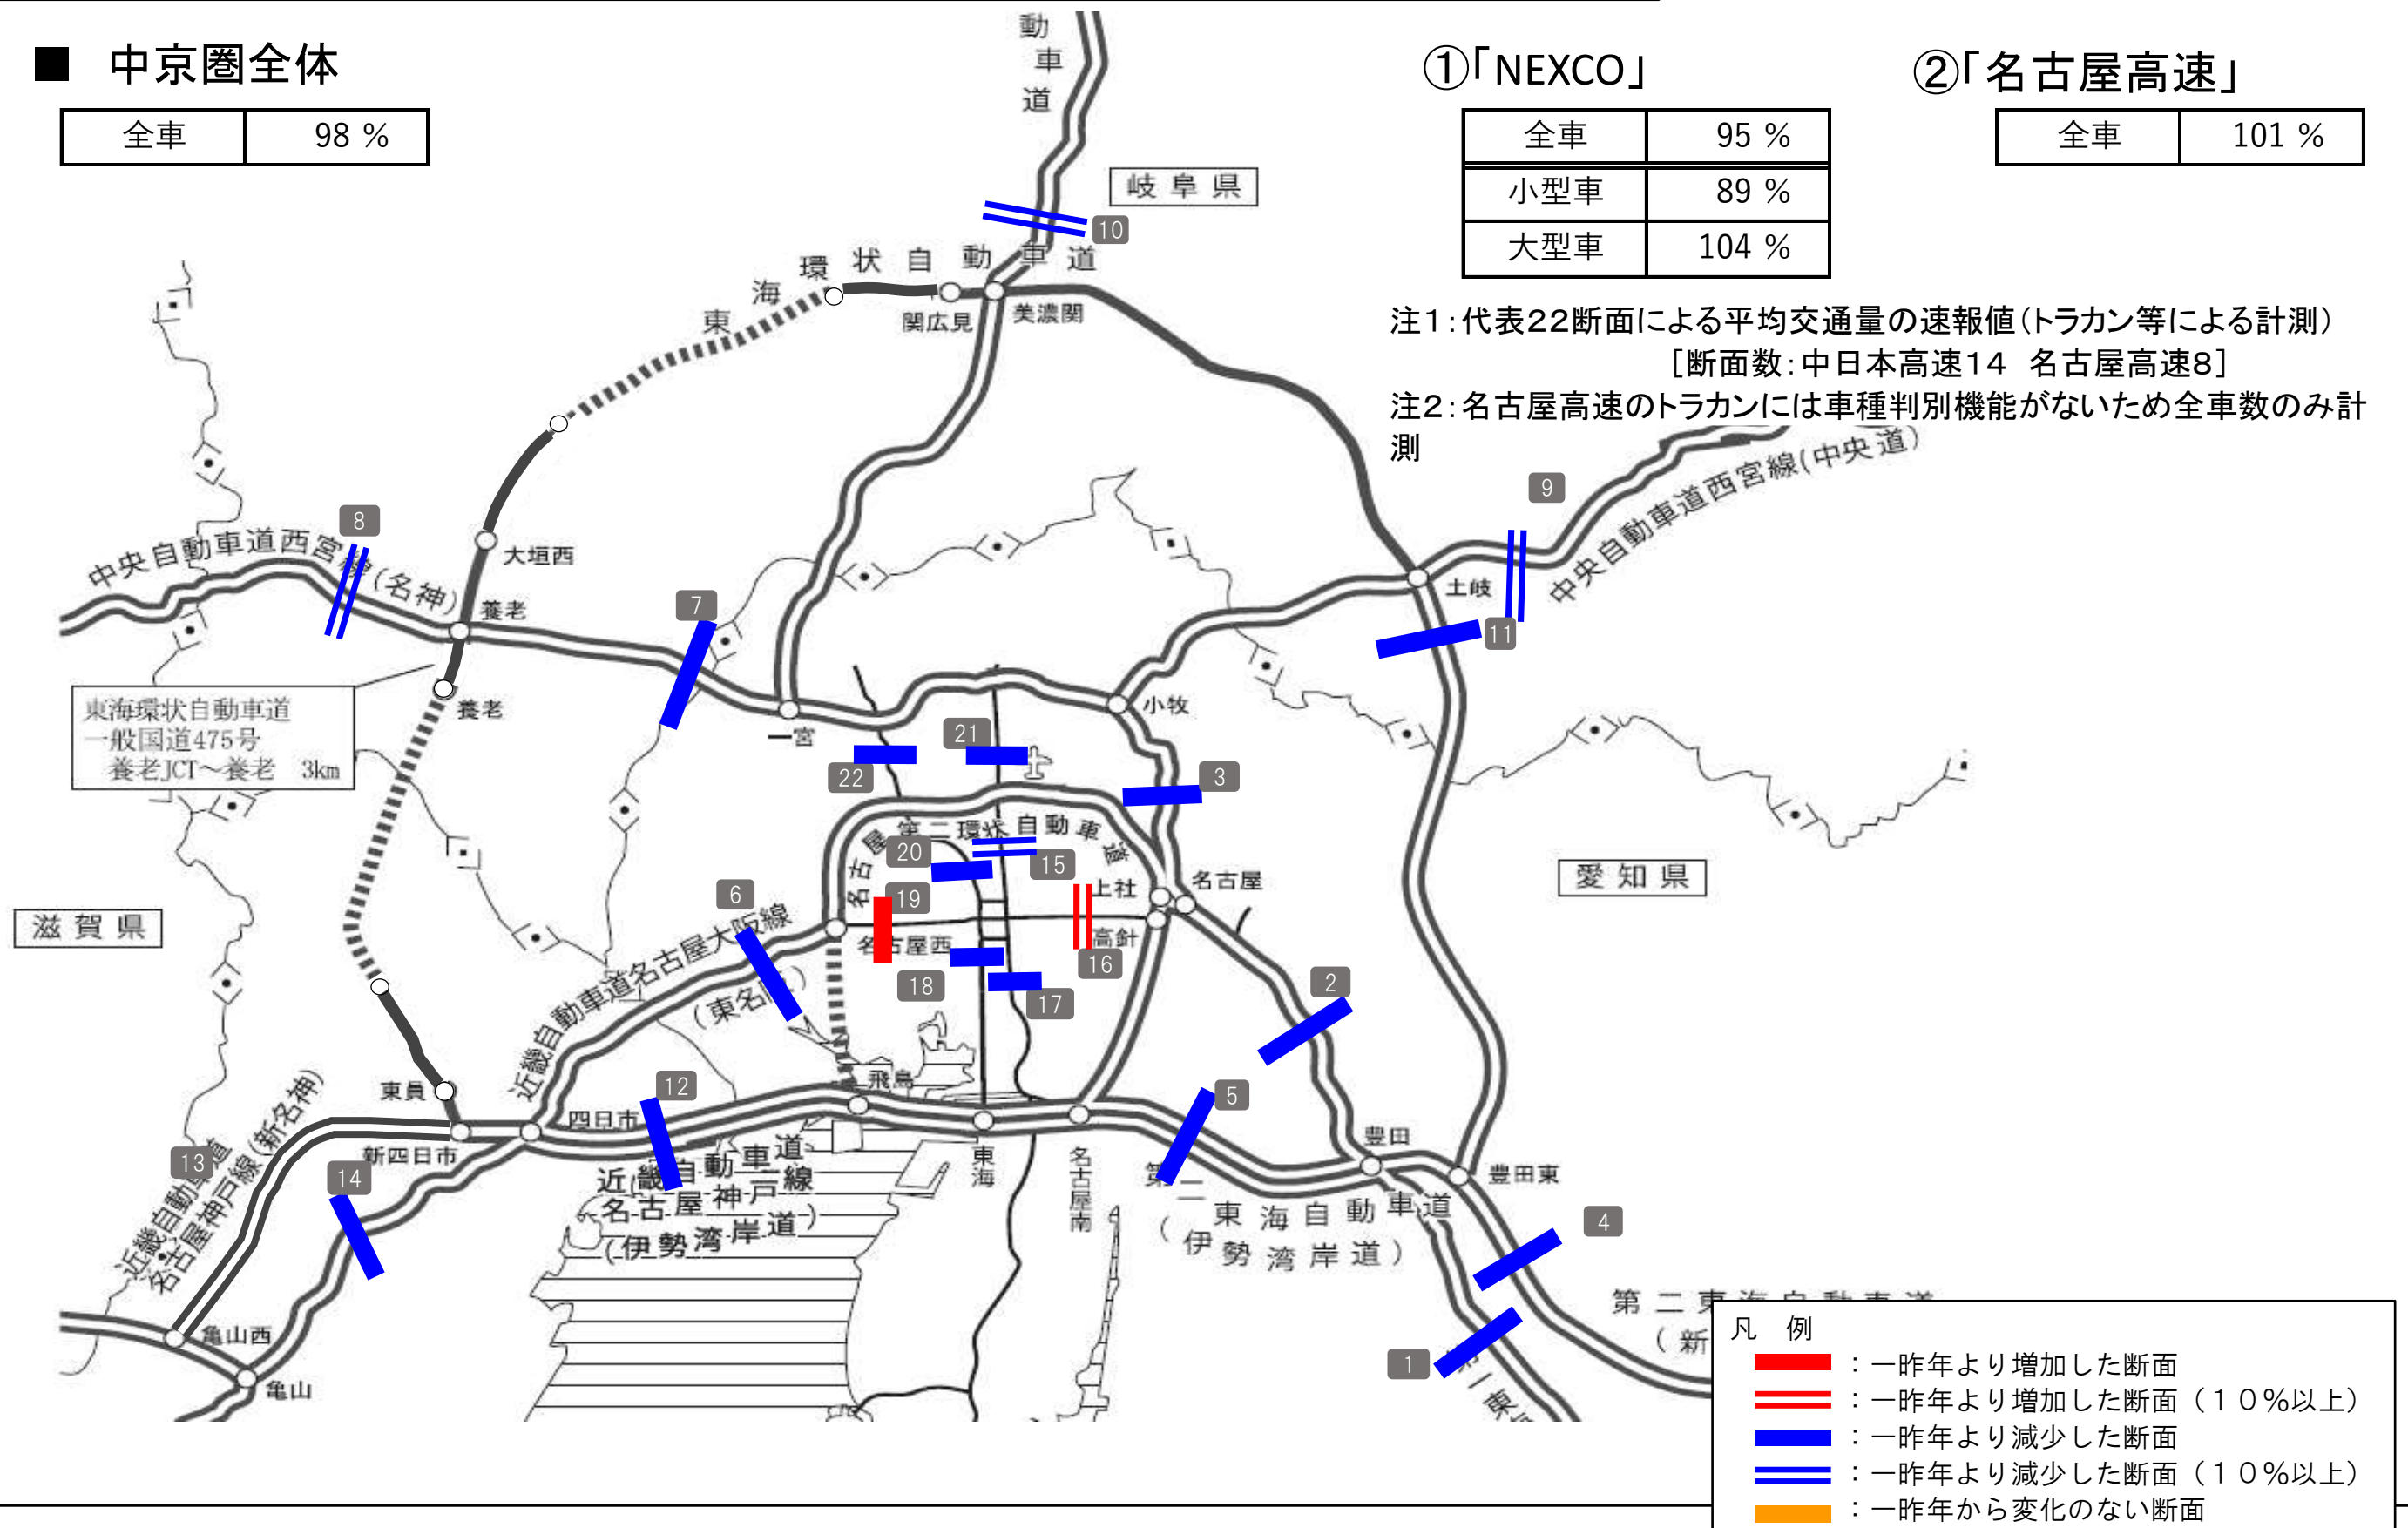 ■ 中京圏全体
全車 98 %
①「NEXCO」
全車 95 %
小型車 89 %
大型車 104 %
②「名古屋高速」
全車 101 %
注1：代表22断面による平均交通量の速報値（トラカン等による計測）
［断面数：中日本高速14 名古屋高速8］
注2：名古屋高速のトラカンには車種判別機能がないため全車数のみ計
測
動車道
岐阜県
10
東海環状自動車道
関広見
美濃関
9
中央自動車道西宮線(中央道)
8
中央自動車道西宮線(名神)
大垣西
養老
7
土岐
11
東海環状自動車道
一般国道475号
養老JCT～養老 3km
養老
一宮
小牧
21
22
3
名古屋第二環状自動車道
20
15
19
上社
名古屋
愛知県
滋賀県
6
近畿自動車道名古屋大阪線
(東名阪)
名古屋西
高針
16
18
17
2
飛島
東員
12
四日市
5
新四日市
13
14
近畿自動車道
名古屋神戸線(新名神)
近畿自動車道
名古屋神戸線
(伊勢湾岸道)
東海
名古屋南
豊田
豊田東
第二東海自動車道
(伊勢湾岸道)
4
亀山西
亀山
1
第一東
第二東海自動車道
(新
凡 例
：一昨年より増加した断面
：一昨年より増加した断面（１０%以上）
：一昨年より減少した断面
：一昨年より減少した断面（１０%以上）
：一昨年から変化のない断面